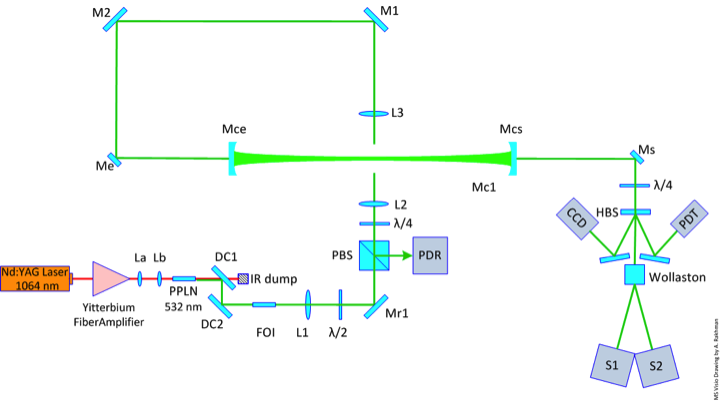 M2
M1
L3
Mce
Mcs
Me
Ms
Mc1
λ/4
L2
λ/4
HBS
CCD
PDT
PBS
PDR
La
Lb
DC1
Nd:YAG Laser
1064 nm
IR dump
Wollaston
PPLN
532 nm
Yitterbium
FiberAmplifier
DC2
FOI
L1
λ/2
Mr1
S1
S2
MS Visio Drawing by A. Rakhman